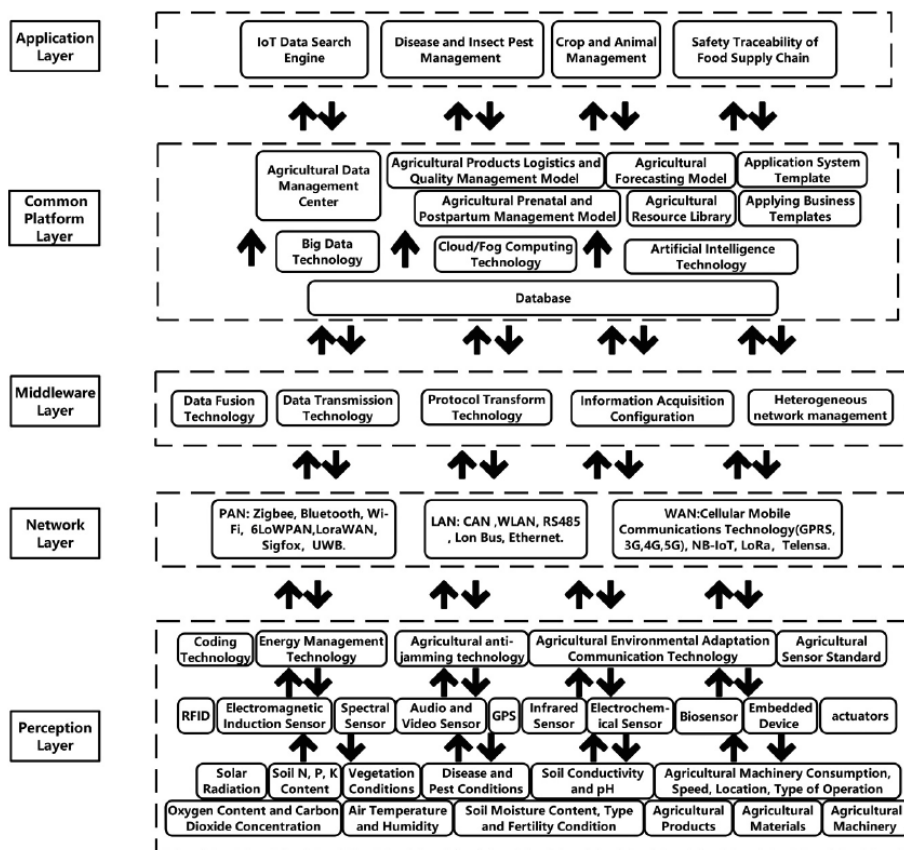 Application
Layer
IoT Data Search
Engine
Disease and Insect Pest
Management
Crop and Animal
Management
Safety Traceability of
Food Supply Chain
Common
Platform
Layer
Agricultural Data
Management
Center
Agricultural Products Logistics and
Quality Management Model
Agricultural
Forecasting Model
Application System
Template
Agricultural Prenatal and
Postpartum Management Model
Agricultural
Resource Library
Applying Business
Templates
Big Data
Technology
Cloud/Fog Computing
Technology
Artificial Intelligence
Technology
Database
Middleware
Layer
Data Fusion
Technology
Data Transmission
Technology
Protocol Transform
Technology
Information Acquisition
Configuration
Heterogeneous
network management
Network
Layer
PAN: Zigbee, Bluetooth, Wi-
Fi, 6LoWPAN,LoraWAN,
Sigfox, UWB.
LAN: CAN ,WLAN, RS485
, Lon Bus, Ethernet.
WAN:Cellular Mobile
Communications Technology(GPRS,
3G,4G,5G), NB-IoT, LoRa, Telensa.
Perception
Layer
Coding
Technology
Energy Management
Technology
Agricultural anti-
jamming technology
Agricultural Environmental Adaptation
Communication Technology
Agricultural
Sensor Standard
RFID
Electromagnetic
Induction Sensor
Spectral
Sensor
Audio and
Video Sensor
GPS
Infrared
Sensor
Electrochem-
ical Sensor
Biosensor
Embedded
Device
actuators
Solar
Radiation
Soil N, P, K
Content
Vegetation
Conditions
Disease and
Pest Conditions
Soil Conductivity
and pH
Agricultural Machinery Consumption,
Speed, Location, Type of Operation
Oxygen Content and Carbon
Dioxide Concentration
Air Temperature
and Humidity
Soil Moisture Content, Type
and Fertility Condition
Agricultural
Products
Agricultural
Materials
Agricultural
Machinery